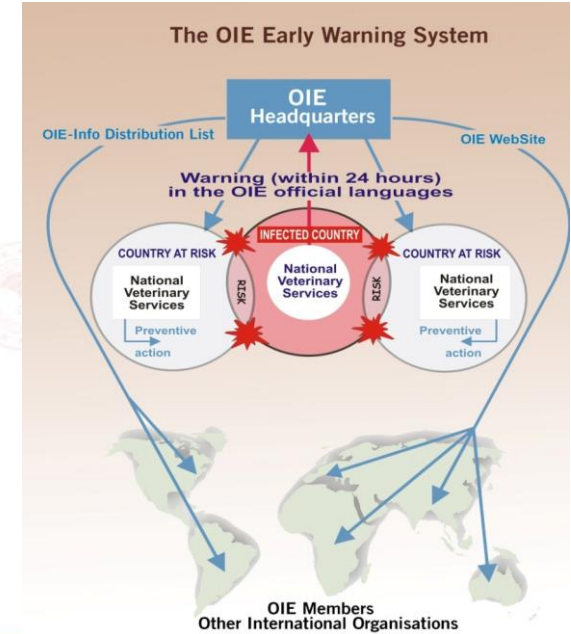 The OIE Early Warning System
OIE
Headquarters
OIE-Info Distribution List
OIE WebSite
Warning (within 24 hours)
in the OIE official languages
INFECTED COUNTRY
COUNTRY AT RISK
COUNTRY AT RISK
National
Veterinary
Services
National
Veterinary
Services
National
Veterinary
Services
RISK
RISK
Preventive
action
Preventive
action
OIE Members
Other International Organisations